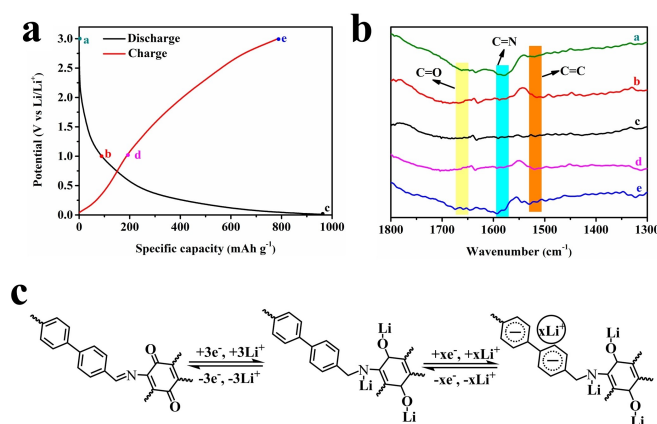 a
b
a
Discharge
Charge
e
b
d
c
3.0
2.5
2.0
1.5
1.0
0.5
0.0
0
200
400
600
800
1000
Potential (V vs Li/Li⁺)
Specific capacity (mAh g⁻¹)
C=N
C=O
C=C
a
b
c
d
e
1800
1700
1600
1500
1400
1300
Wavenumber (cm⁻¹)
c
O
N
O
+3e⁻, +3Li⁺
-3e⁻, -3Li⁺
Li
O
N
Li
O
Li
+xe⁻, +xLi⁺
-xe⁻, -xLi⁺
xLi⁺
Li
O
N
Li
O
Li